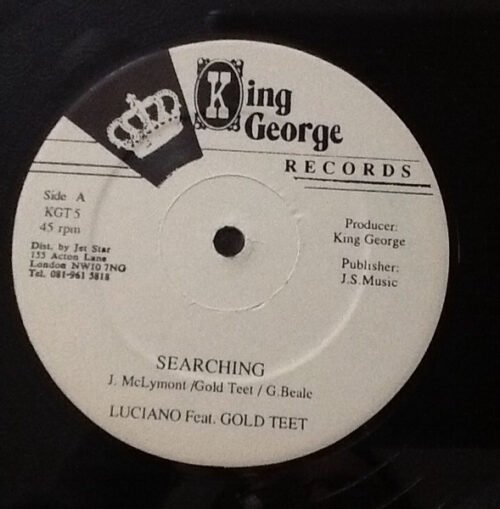 King
George
RECORDS
Side A
KGT5
45 rpm
Dist. by Jet Star
155 Acton Lane
London NW10 7NQ
Tel. 081-961 5818
Producer:
King George
Publisher:
J.S.Music
SEARCHING
J. McLymont /Gold Teet / G.Beale
LUCIANO Feat. GOLD TEET